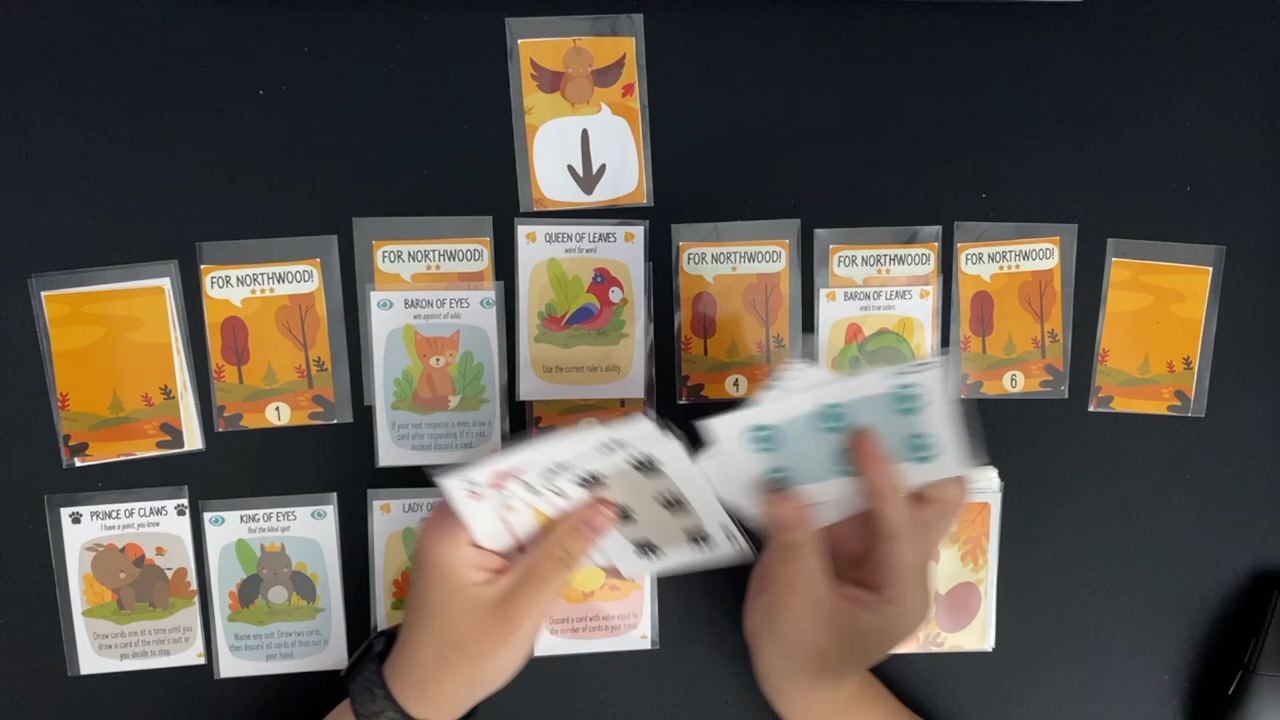 QUEEN OF LEAVES
word for word
Use the current ruler's ability.
FOR NORTHWOOD!
1
FOR NORTHWOOD!
BARON OF EYES
win against all odds
If your next response is even, draw a
card after responding. If it's odd,
instead discard a card.
FOR NORTHWOOD!
4
FOR NORTHWOOD!
BARON OF LEAVES
one's true colors
FOR NORTHWOOD!
6
PRINCE OF CLAWS
I have a point, you know
Draw cards one at a time until you
draw a card of the ruler's suit or
you decide to stop.
KING OF EYES
find the blind spot
Name any suit. Draw two cards,
then discard all cards of that suit in
your hand.
LADY
Discard a card with value equal to
the number of cards in your hand.